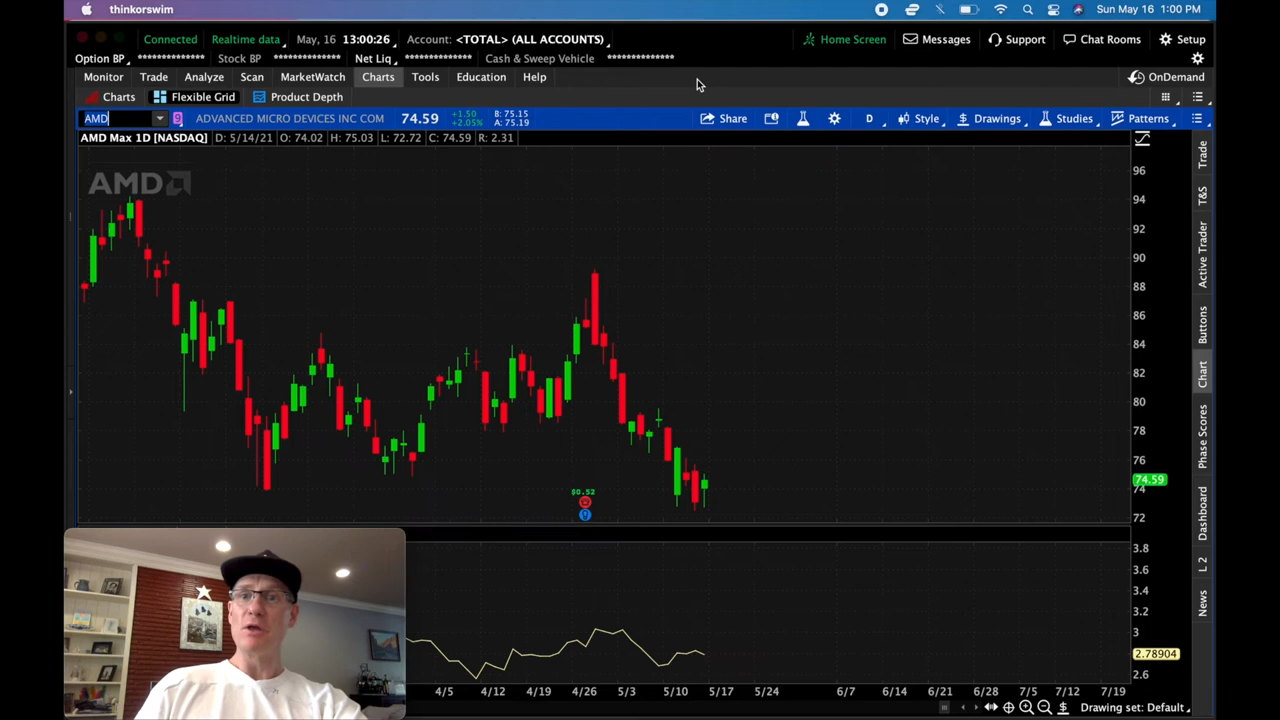 thinkorswim Sun May 16 1:00 PM
Connected Realtime data May, 16 13:00:26 Account: <TOTAL> (ALL ACCOUNTS) Home Screen Messages Support Chat Rooms Setup
Option BP ************** Stock BP ************** Net Liq ************** Cash & Sweep Vehicle **************
Monitor Trade Analyze Scan MarketWatch Charts Tools Education Help OnDemand
Charts Flexible Grid Product Depth
AMD 9 ADVANCED MICRO DEVICES INC COM 74.59 +1.50 B: 75.15 Share D Style Drawings Studies Patterns
+2.05% A: 75.19
AMD Max 1D [NASDAQ] D: 5/14/21 O: 74.02 H: 75.03 L: 72.72 C: 74.59 R: 2.31
AMD
96
94
92
90
88
86
84
82
80
78
76
74.59
74
72
$0.52
3.8
3.6
3.4
3.2
3
2.78904
2.6
4/5 4/12 4/19 4/26 5/3 5/10 5/17 5/24 6/7 6/14 6/21 6/28 7/5 7/12 7/19
Drawing set: Default
Trade
T&S
Active Trader
Buttons
Chart
Phase Scores
Dashboard
L 2
News